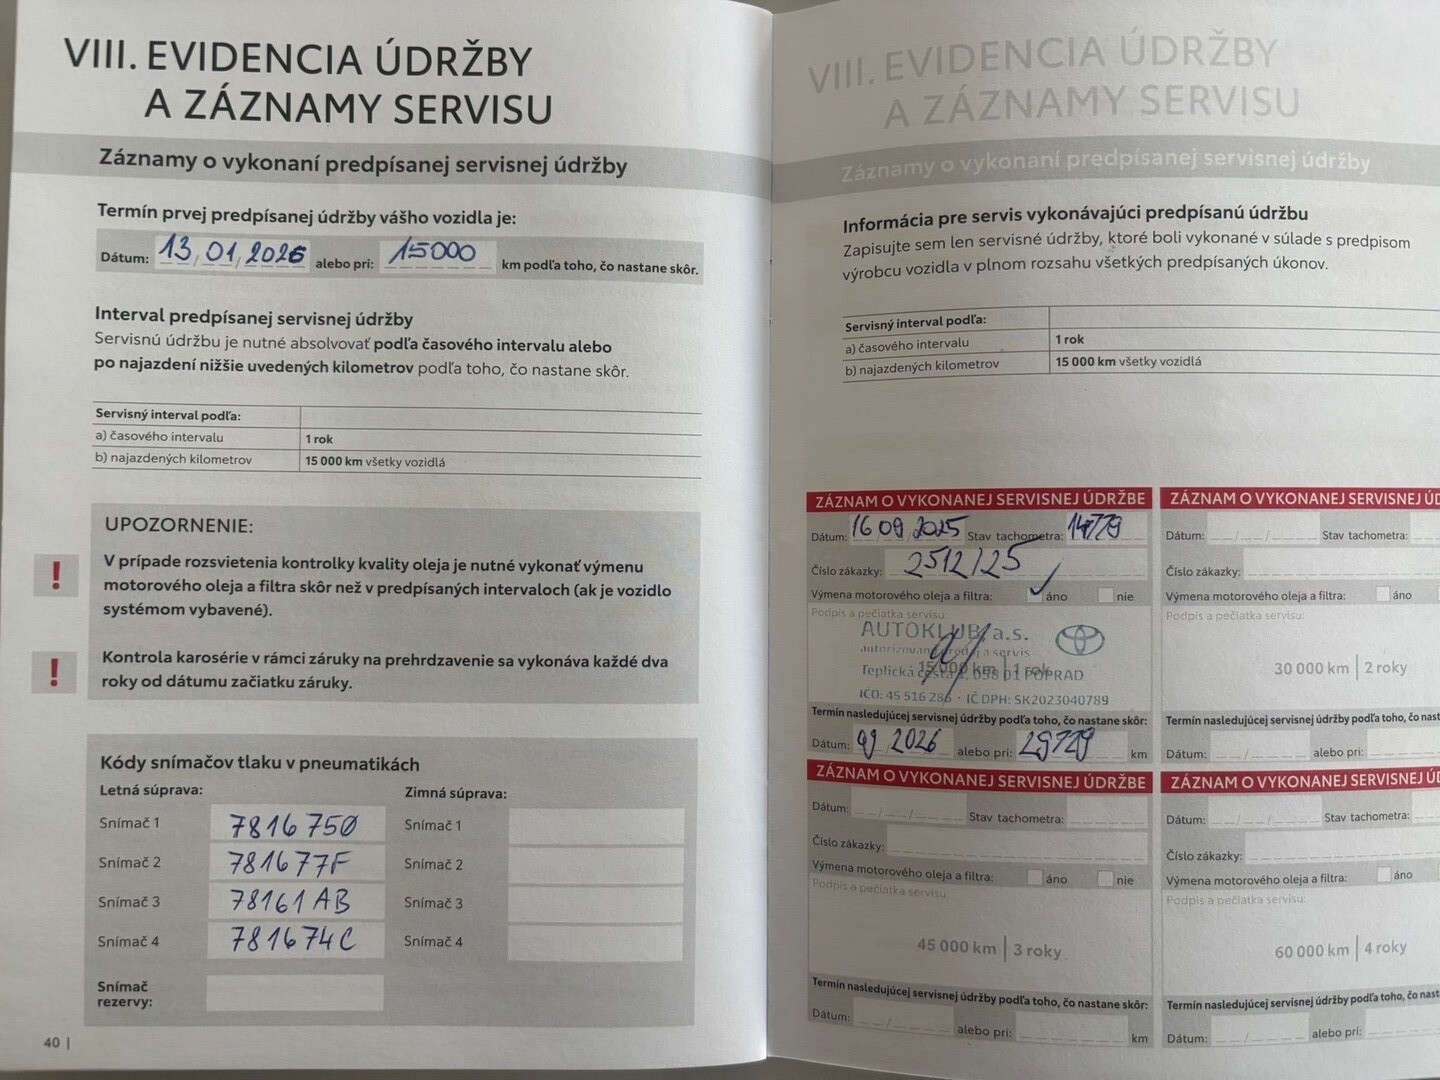 VIII. EVIDENCIA ÚDRŽBY
A ZÁZNAMY SERVISU
Záznamy o vykonaní predpísanej servisnej údržby
Termín prvej predpísanej údržby vášho vozidla je:
Dátum: 13/01/2026 alebo pri: 15000 km podľa toho, čo nastane skôr.
Interval predpísanej servisnej údržby
Servisnú údržbu je nutné absolvovať podľa časového intervalu alebo
po najazdení nižšie uvedených kilometrov podľa toho, čo nastane skôr.
Servisný interval podľa:
a) časového intervalu 1 rok
b) najazdených kilometrov 15 000 km všetky vozidlá
UPOZORNENIE:
! V prípade rozsvietenia kontrolky kvality oleja je nutné vykonať výmenu
motorového oleja a filtra skôr než v predpísaných intervaloch (ak je vozidlo
systémom vybavené).
! Kontrola karosérie v rámci záruky na prehrdzavenie sa vykonáva každé dva
roky od dátumu začiatku záruky.
Kódy snímačov tlaku v pneumatikách
Letná súprava: Zimná súprava:
Snímač 1 7816750 Snímač 1
Snímač 2 781677F Snímač 2
Snímač 3 78161AB Snímač 3
Snímač 4 781674C Snímač 4
Snímač
rezervy:
40 |
VIII. EVIDENCIA ÚDRŽBY
A ZÁZNAMY SERVISU
Záznamy o vykonaní predpísanej servisnej údržby
Informácia pre servis vykonávajúci predpísanú údržbu
Zapisujte sem len servisné údržby, ktoré boli vykonané v súlade s predpisom
výrobcu vozidla v plnom rozsahu všetkých predpísaných úkonov.
Servisný interval podľa:
a) časového intervalu 1 rok
b) najazdených kilometrov 15 000 km všetky vozidlá
ZÁZNAM O VYKONANEJ SERVISNEJ ÚDRŽBE
Dátum: 16/09/2025 Stav tachometra: 14729
Číslo zákazky: 2512/25
Výmena motorového oleja a filtra: áno nie
Podpis a pečiatka servisu:
AUTOKLUB, a.s.
autorizovaný predaj a servis
15 000 km | 1 rok
Teplická cesta 058 01 POPRAD
IČO: 45 516 286 · IČ DPH: SK2023040789
Termín nasledujúcej servisnej údržby podľa toho, čo nastane skôr:
Dátum: 09/2026 alebo pri: 29729 km
ZÁZNAM O VYKONANEJ SERVISNEJ ÚD
Dátum: Stav tachometra:
Číslo zákazky:
Výmena motorového oleja a filtra: áno
Podpis a pečiatka servisu:
30 000 km | 2 roky
Termín nasledujúcej servisnej údržby podľa toho, čo nast
Dátum: alebo pri:
ZÁZNAM O VYKONANEJ SERVISNEJ ÚDRŽBE
Dátum: Stav tachometra:
Číslo zákazky:
Výmena motorového oleja a filtra: áno nie
Podpis a pečiatka servisu:
45 000 km | 3 roky
Termín nasledujúcej servisnej údržby podľa toho, čo nastane skôr:
Dátum: alebo pri: km
ZÁZNAM O VYKONANEJ SERVISNEJ ÚD
Dátum: Stav tachometra:
Číslo zákazky:
Výmena motorového oleja a filtra: áno
Podpis a pečiatka servisu:
60 000 km | 4 roky
Termín nasledujúcej servisnej údržby podľa toho, čo nast
Dátum: alebo pri: